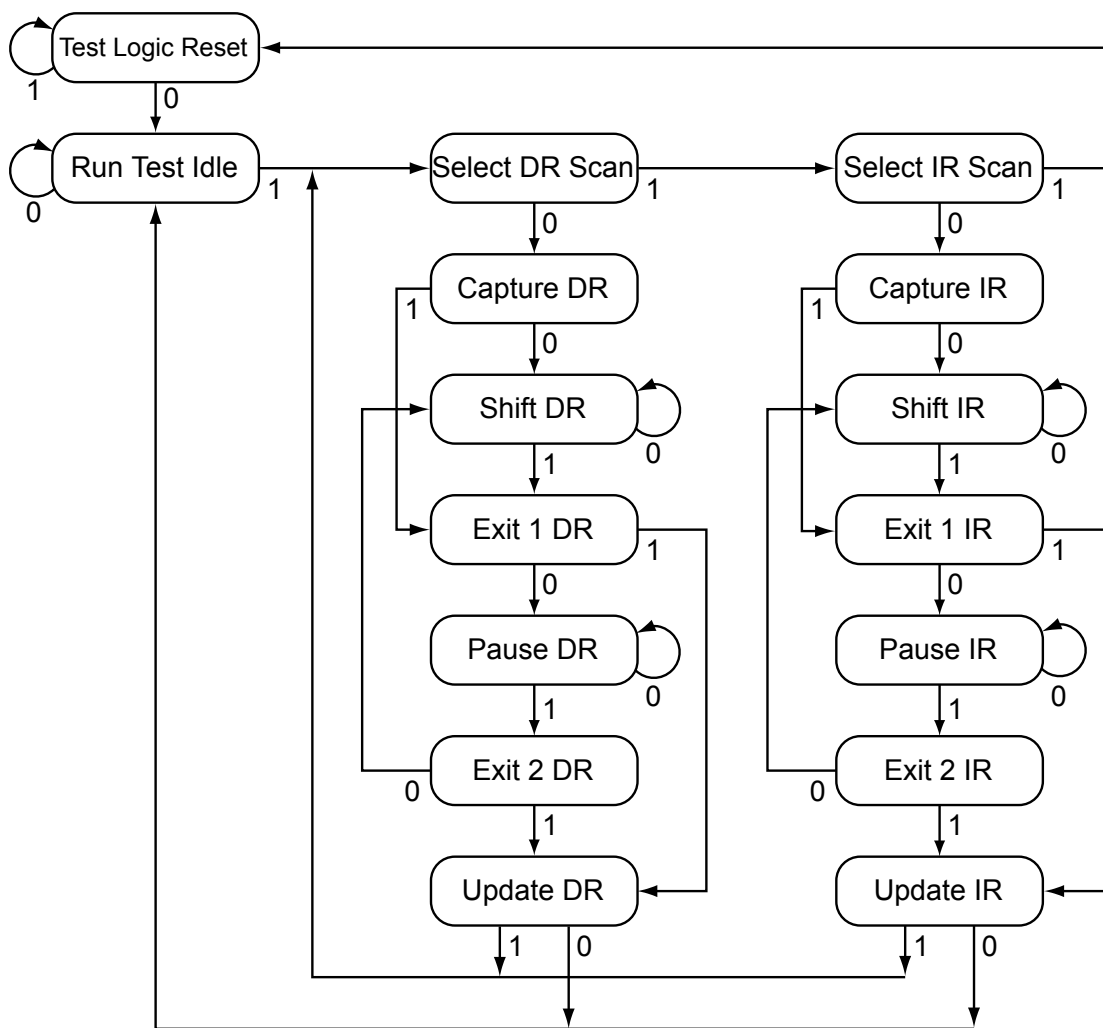 Test Logic Reset
1
0
Run Test Idle
0
1
Select DR Scan
1
0
Select IR Scan
1
0
Capture DR
1
0
Capture IR
1
0
Shift DR
0
1
Shift IR
0
1
Exit 1 DR
1
0
Exit 1 IR
1
0
Pause DR
0
1
Pause IR
0
1
Exit 2 DR
0
1
Exit 2 IR
0
1
Update DR
1
0
Update IR
1
0